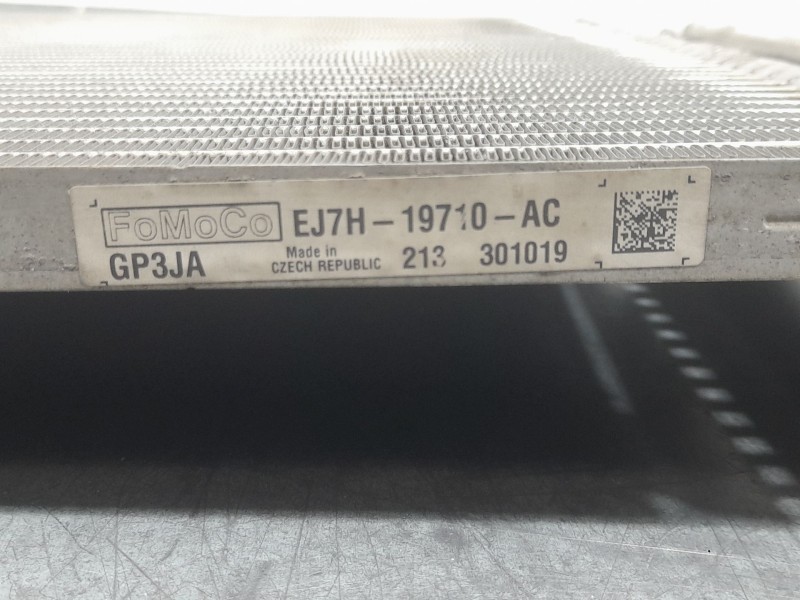 FoMoCo EJ7H-19710-AC
GP3JA Made in CZECH REPUBLIC 213 301019